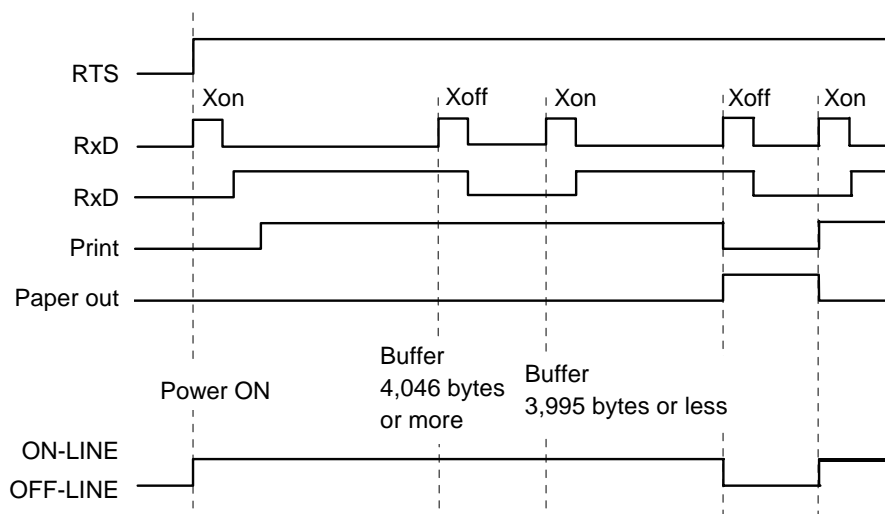 RTS
Xon
Xoff
Xon
Xoff
Xon
RxD
RxD
Print
Paper out
Power ON
Buffer
4,046 bytes
or more
Buffer
3,995 bytes or less
ON-LINE
OFF-LINE